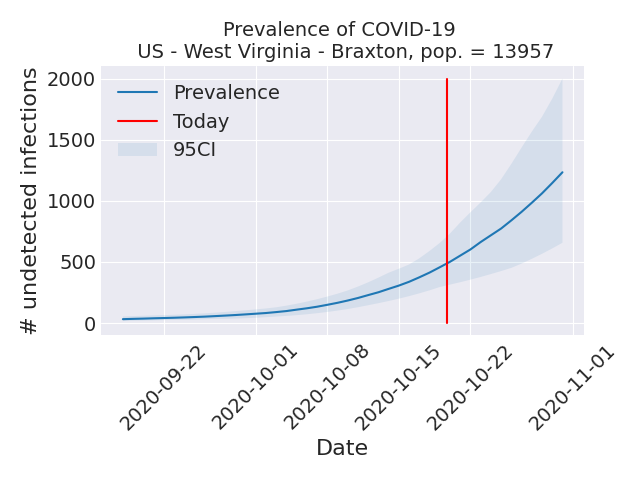 Prevalence of COVID-19
US - West Virginia - Braxton, pop. = 13957
# undetected infections
2000
1500
1000
500
0
Prevalence
Today
95CI
2020-09-22
2020-10-01
2020-10-08
2020-10-15
2020-10-22
2020-11-01
Date